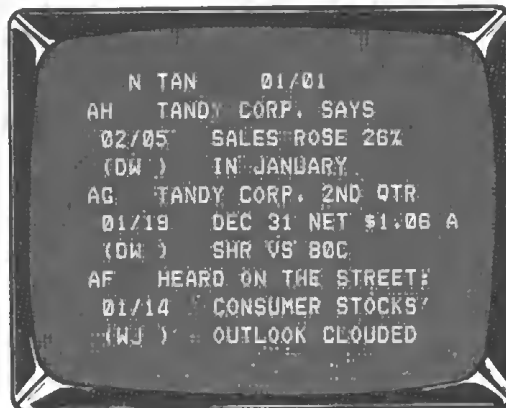 N TAN 01/01
AH TANDY CORP. SAYS
02/05 SALES ROSE 26%
(DW ) IN JANUARY
AG TANDY CORP. 2ND QTR
01/19 DEC 31 NET $1.06 A
(DW ) SHR VS 80C
AF HEARD ON THE STREET:
01/14 CONSUMER STOCKS'
(WJ ) OUTLOOK CLOUDED